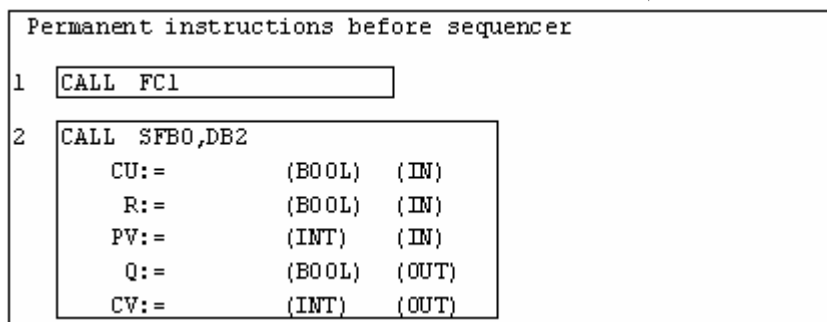 Permanent instructions before sequencer
1 CALL FC1
2 CALL SFB0,DB2
CU:= (BOOL) (IN)
R:= (BOOL) (IN)
PV:= (INT) (IN)
Q:= (BOOL) (OUT)
CV:= (INT) (OUT)